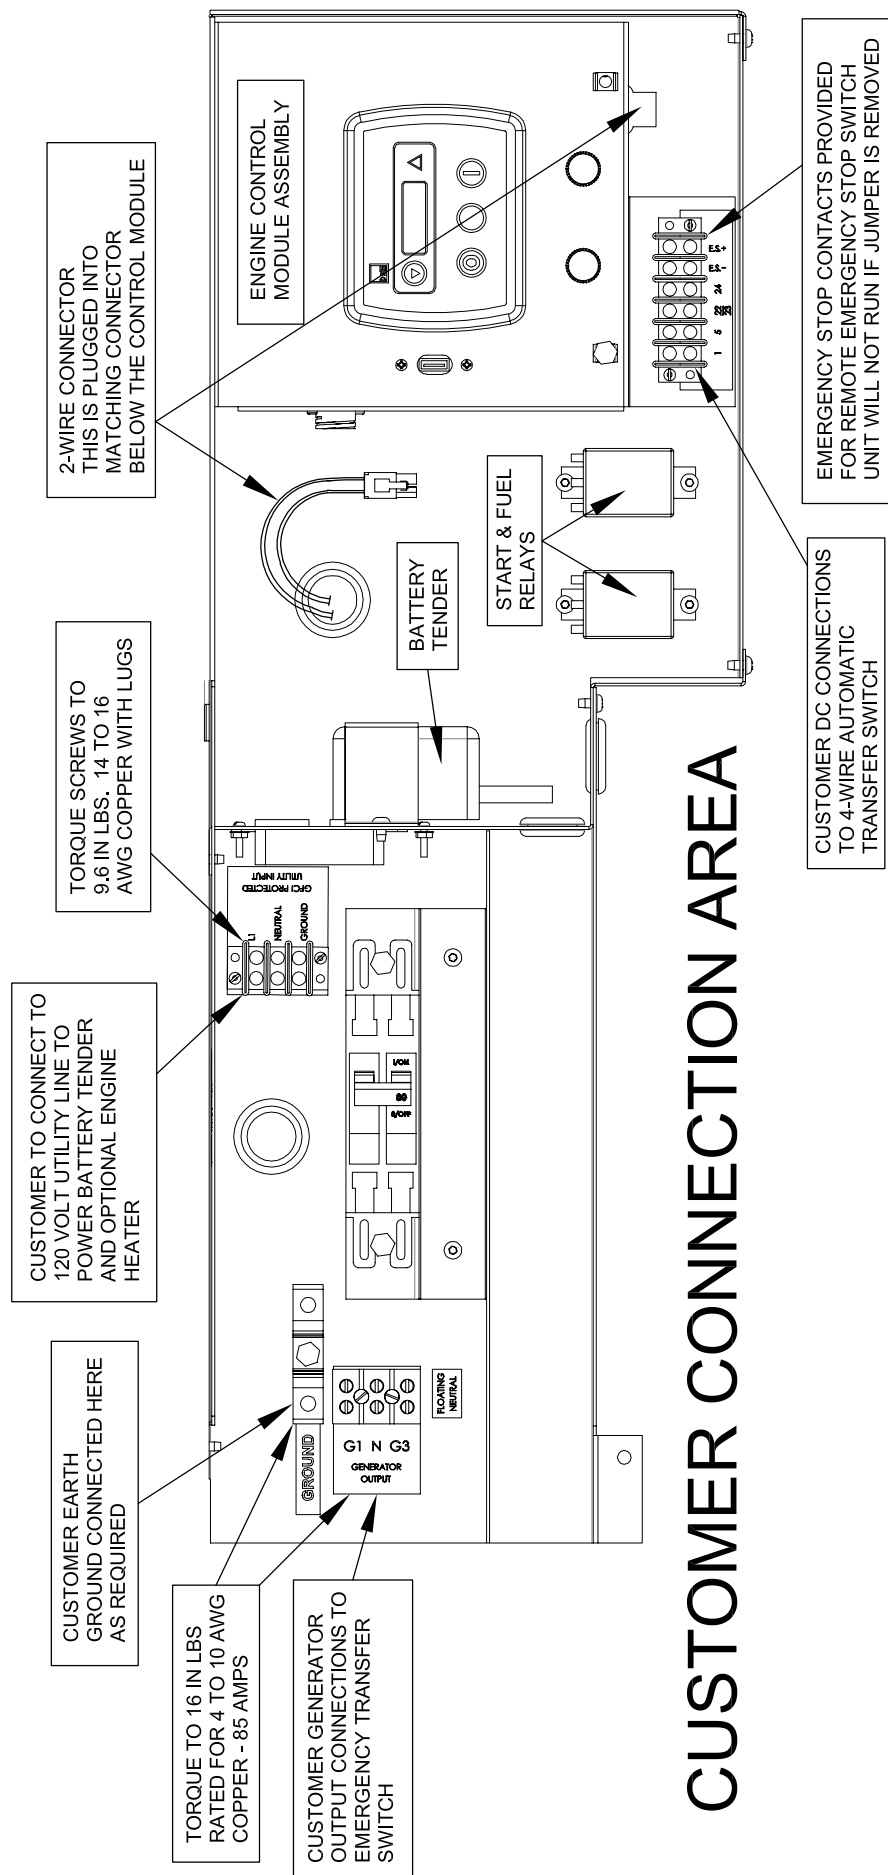 CUSTOMER EARTH
GROUND CONNECTED HERE
AS REQUIRED
CUSTOMER TO CONNECT TO
120 VOLT UTILITY LINE TO
POWER BATTERY TENDER
AND OPTIONAL ENGINE
HEATER
TORQUE SCREWS TO
9.6 IN LBS. 14 TO 16
AWG COPPER WITH LUGS
2-WIRE CONNECTOR
THIS IS PLUGGED INTO
MATCHING CONNECTOR
BELOW THE CONTROL MODULE
TORQUE TO 16 IN LBS
RATED FOR 4 TO 10 AWG
COPPER - 85 AMPS
CUSTOMER GENERATOR
OUTPUT CONNECTIONS TO
EMERGENCY TRANSFER
SWITCH
GROUND
G1 N G3
GENERATOR
OUTPUT
FLOATING
NEUTRAL
GFCI PROTECTED
UTILITY INPUT
L1
NEUTRAL
GROUND
I/ON
80
O/OFF
BATTERY
TENDER
START & FUEL
RELAYS
ENGINE CONTROL
MODULE ASSEMBLY
1
5
22
23
24
E.S.-
E.S.+
CUSTOMER DC CONNECTIONS
TO 4-WIRE AUTOMATIC
TRANSFER SWITCH
EMERGENCY STOP CONTACTS PROVIDED
FOR REMOTE EMERGENCY STOP SWITCH
UNIT WILL NOT RUN IF JUMPER IS REMOVED
CUSTOMER CONNECTION AREA